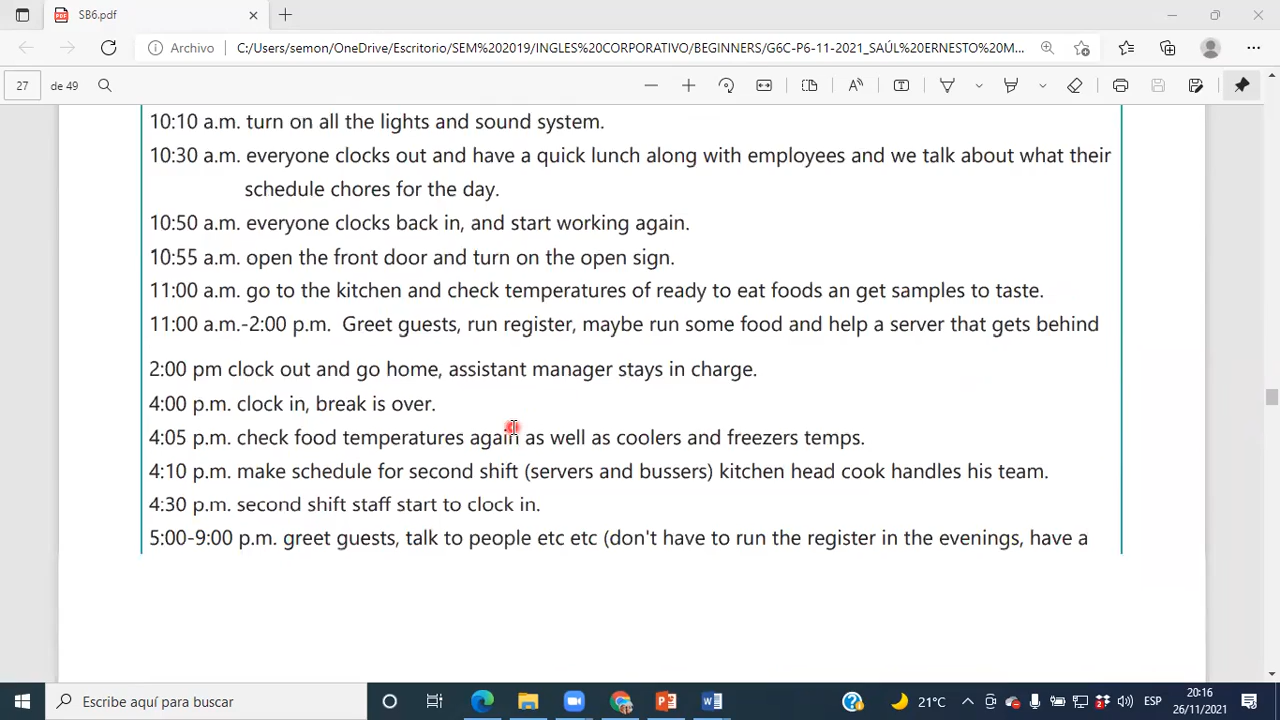 SB6.pdf
Archivo C:/Users/semon/OneDrive/Escritorio/SEM%202019/INGLES%20CORPORATIVO/BEGINNERS/G6C-P6-11-2021_SAÚL%20ERNESTO%20M...
27 de 49
10:10 a.m. turn on all the lights and sound system.
10:30 a.m. everyone clocks out and have a quick lunch along with employees and we talk about what their
schedule chores for the day.
10:50 a.m. everyone clocks back in, and start working again.
10:55 a.m. open the front door and turn on the open sign.
11:00 a.m. go to the kitchen and check temperatures of ready to eat foods an get samples to taste.
11:00 a.m.-2:00 p.m. Greet guests, run register, maybe run some food and help a server that gets behind
2:00 pm clock out and go home, assistant manager stays in charge.
4:00 p.m. clock in, break is over.
4:05 p.m. check food temperatures again as well as coolers and freezers temps.
4:10 p.m. make schedule for second shift (servers and bussers) kitchen head cook handles his team.
4:30 p.m. second shift staff start to clock in.
5:00-9:00 p.m. greet guests, talk to people etc etc (don't have to run the register in the evenings, have a
Escribe aquí para buscar
21°C
ESP
20:16
26/11/2021